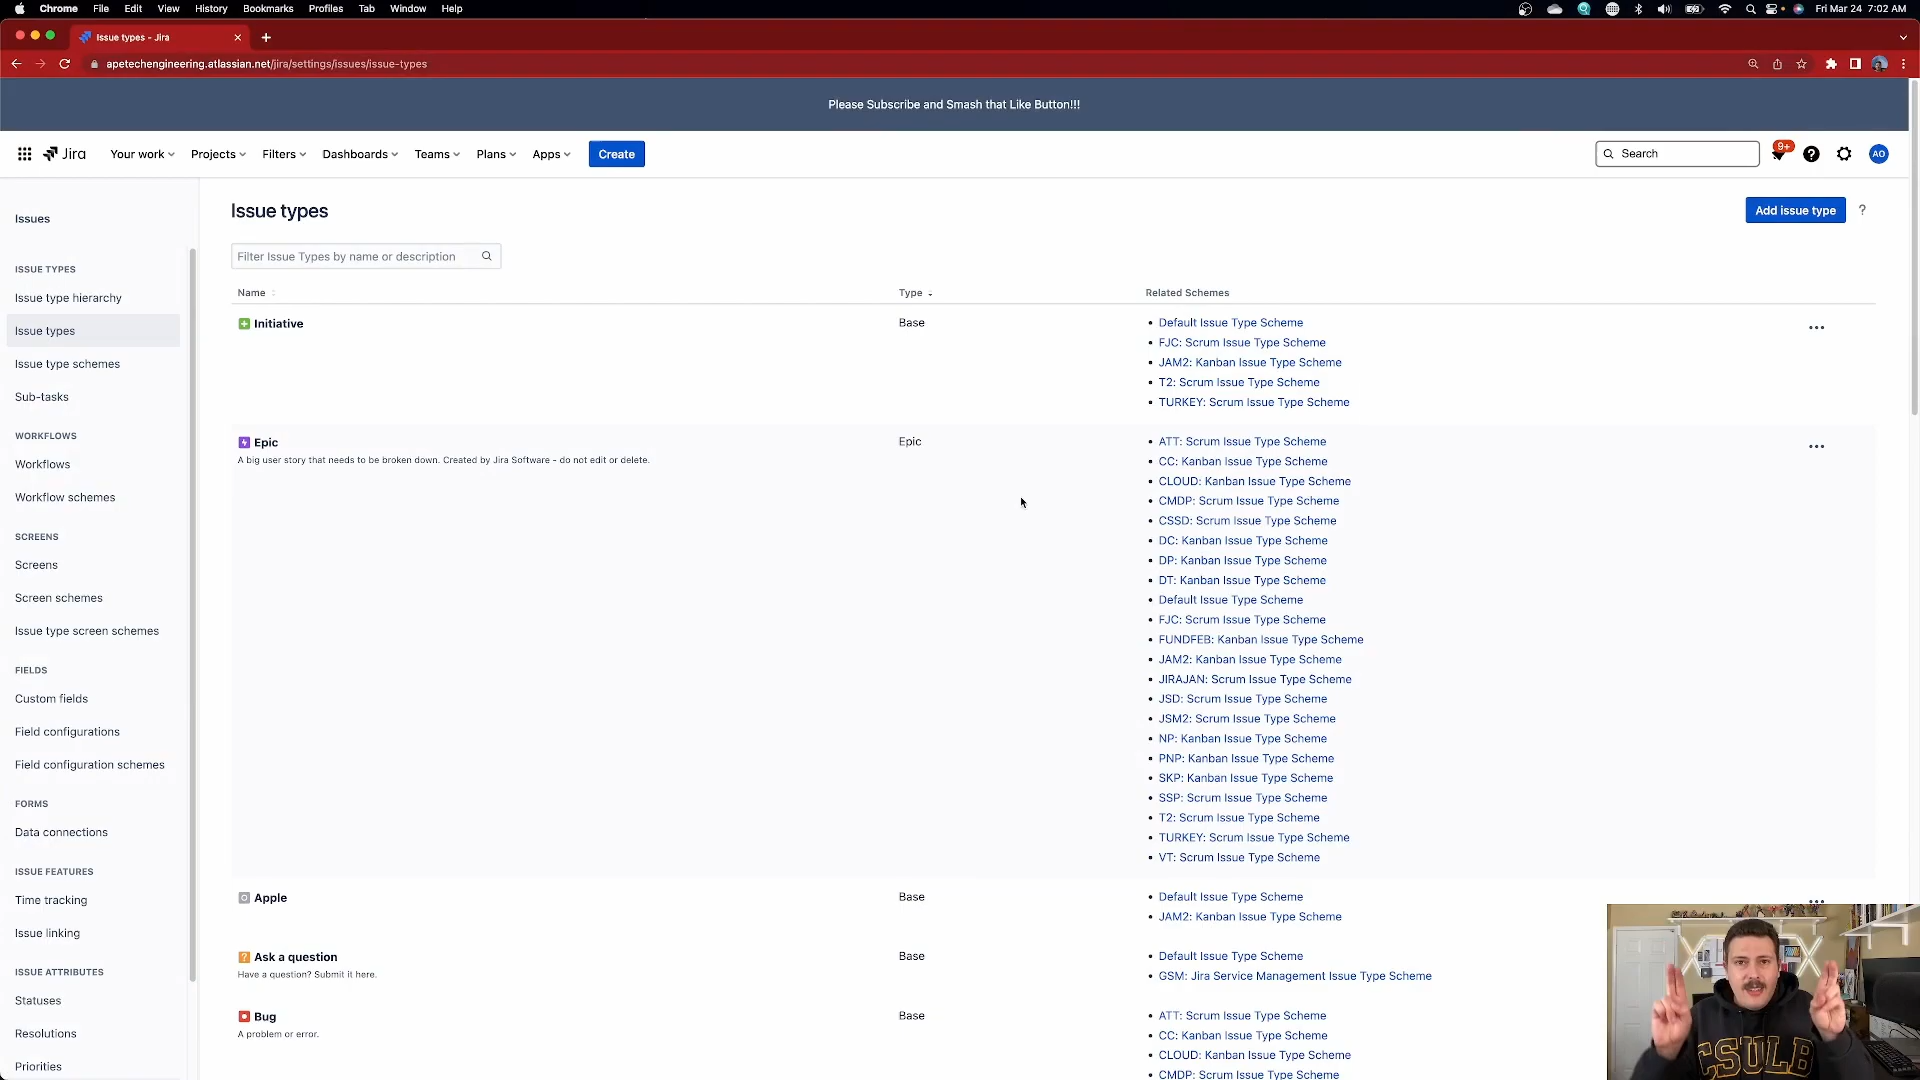 Chrome File Edit View History Bookmarks Profiles Tab Window Help
Fri Mar 24 7:02 AM
Issue types - Jira
apetechengineering.atlassian.net/jira/settings/issues/issue-types
Please Subscribe and Smash that Like Button!!!
Jira Your work Projects Filters Dashboards Teams Plans Apps Create
Search
9+
AO
Issues
ISSUE TYPES
Issue type hierarchy
Issue types
Issue type schemes
Sub-tasks
WORKFLOWS
Workflows
Workflow schemes
SCREENS
Screens
Screen schemes
Issue type screen schemes
FIELDS
Custom fields
Field configurations
Field configuration schemes
FORMS
Data connections
ISSUE FEATURES
Time tracking
Issue linking
ISSUE ATTRIBUTES
Statuses
Resolutions
Priorities
Issue types
Add issue type ?
Filter Issue Types by name or description
Name Type Related Schemes
Initiative
Base
Default Issue Type Scheme
FJC: Scrum Issue Type Scheme
JAM2: Kanban Issue Type Scheme
T2: Scrum Issue Type Scheme
TURKEY: Scrum Issue Type Scheme
Epic
A big user story that needs to be broken down. Created by Jira Software - do not edit or delete.
Epic
ATT: Scrum Issue Type Scheme
CC: Kanban Issue Type Scheme
CLOUD: Kanban Issue Type Scheme
CMDP: Scrum Issue Type Scheme
CSSD: Scrum Issue Type Scheme
DC: Kanban Issue Type Scheme
DP: Kanban Issue Type Scheme
DT: Kanban Issue Type Scheme
Default Issue Type Scheme
FJC: Scrum Issue Type Scheme
FUNDFEB: Kanban Issue Type Scheme
JAM2: Kanban Issue Type Scheme
JIRAJAN: Scrum Issue Type Scheme
JSD: Scrum Issue Type Scheme
JSM2: Scrum Issue Type Scheme
NP: Kanban Issue Type Scheme
PNP: Kanban Issue Type Scheme
SKP: Kanban Issue Type Scheme
SSP: Scrum Issue Type Scheme
T2: Scrum Issue Type Scheme
TURKEY: Scrum Issue Type Scheme
VT: Scrum Issue Type Scheme
Apple
Base
Default Issue Type Scheme
JAM2: Kanban Issue Type Scheme
Ask a question
Have a question? Submit it here.
Base
Default Issue Type Scheme
GSM: Jira Service Management Issue Type Scheme
Bug
A problem or error.
Base
ATT: Scrum Issue Type Scheme
CC: Kanban Issue Type Scheme
CLOUD: Kanban Issue Type Scheme
CMDP: Scrum Issue Type Scheme
CSULB